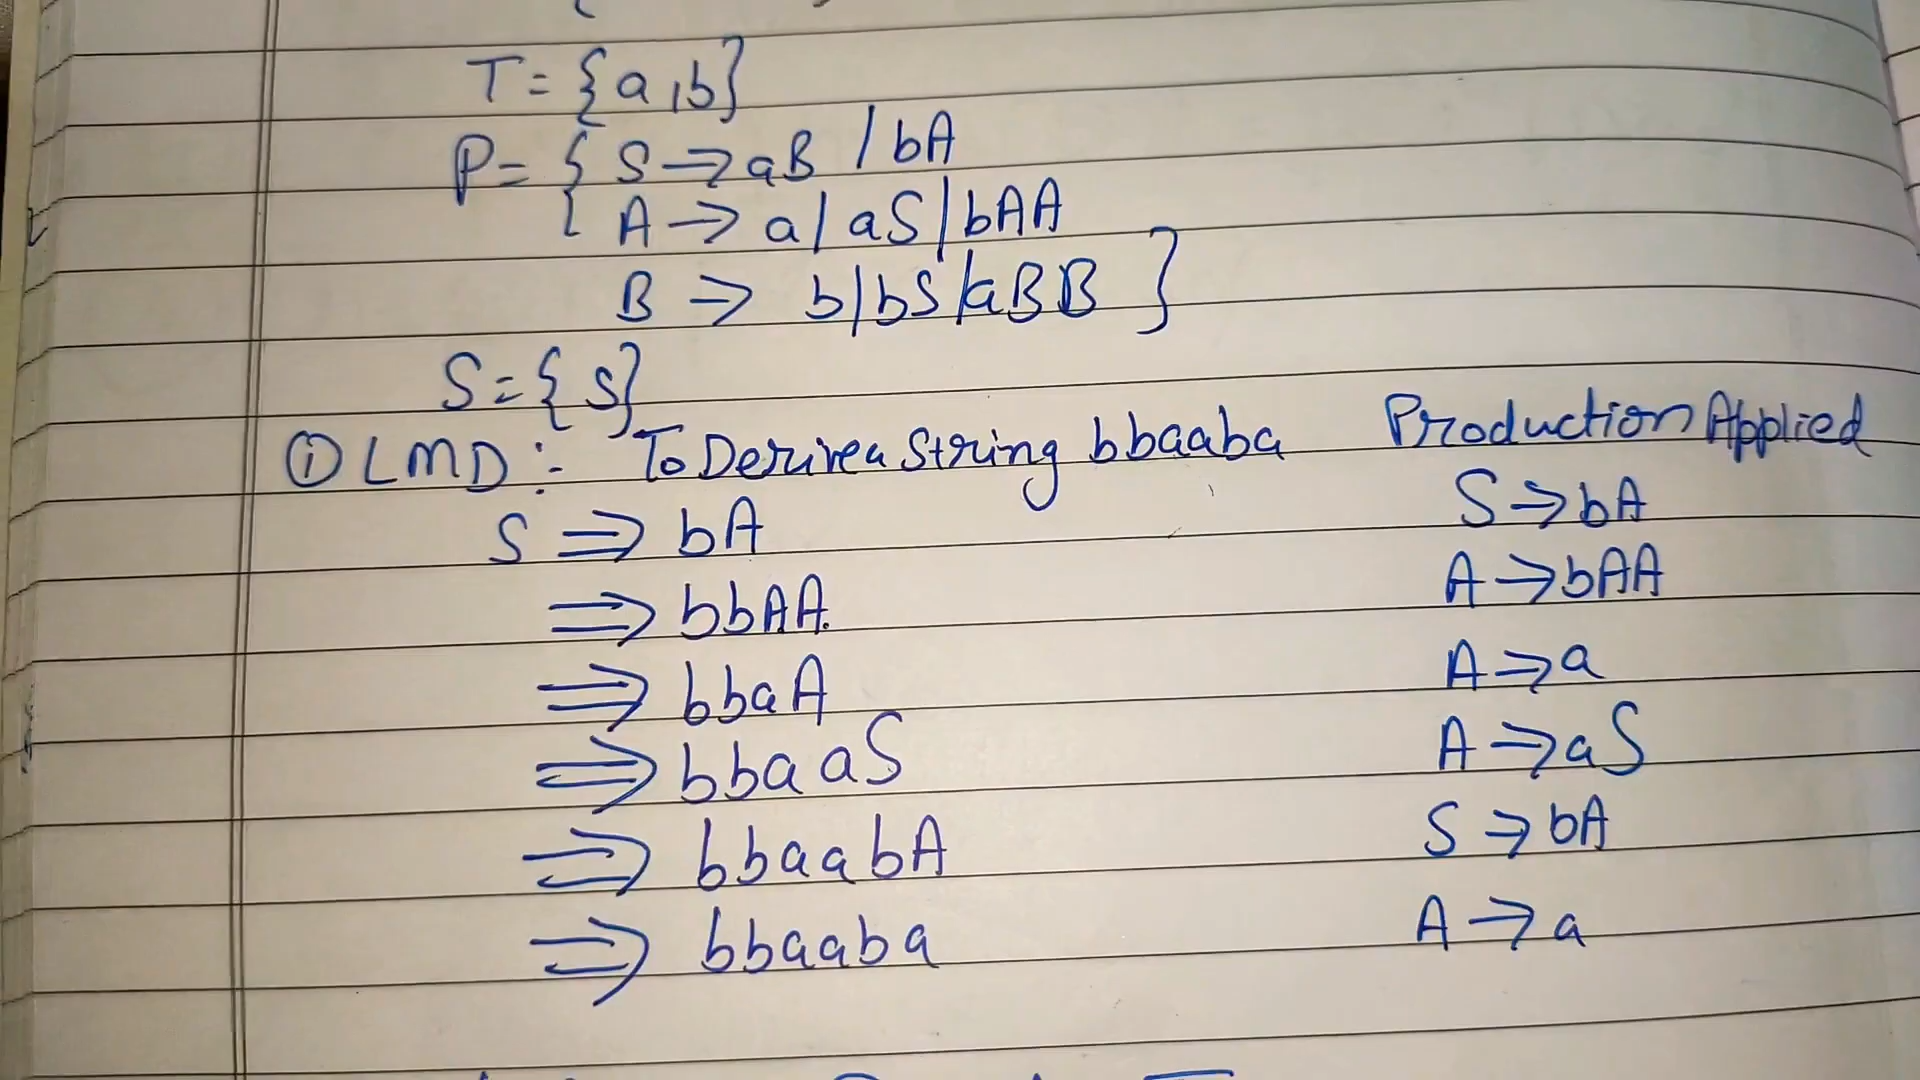 T = {a,b}
P = { S → aB / bA
A → a | aS | bAA
B → b | bS | aBB }
S = { S }
① LMD :- To Derive a String bbaaba Production Applied
S ⇒ bA S → bA
⇒ bbAA. A → bAA
⇒ bbaA A → a
⇒ bbaaS A → aS
⇒ bbaabA S → bA
⇒ bbaaba A → a